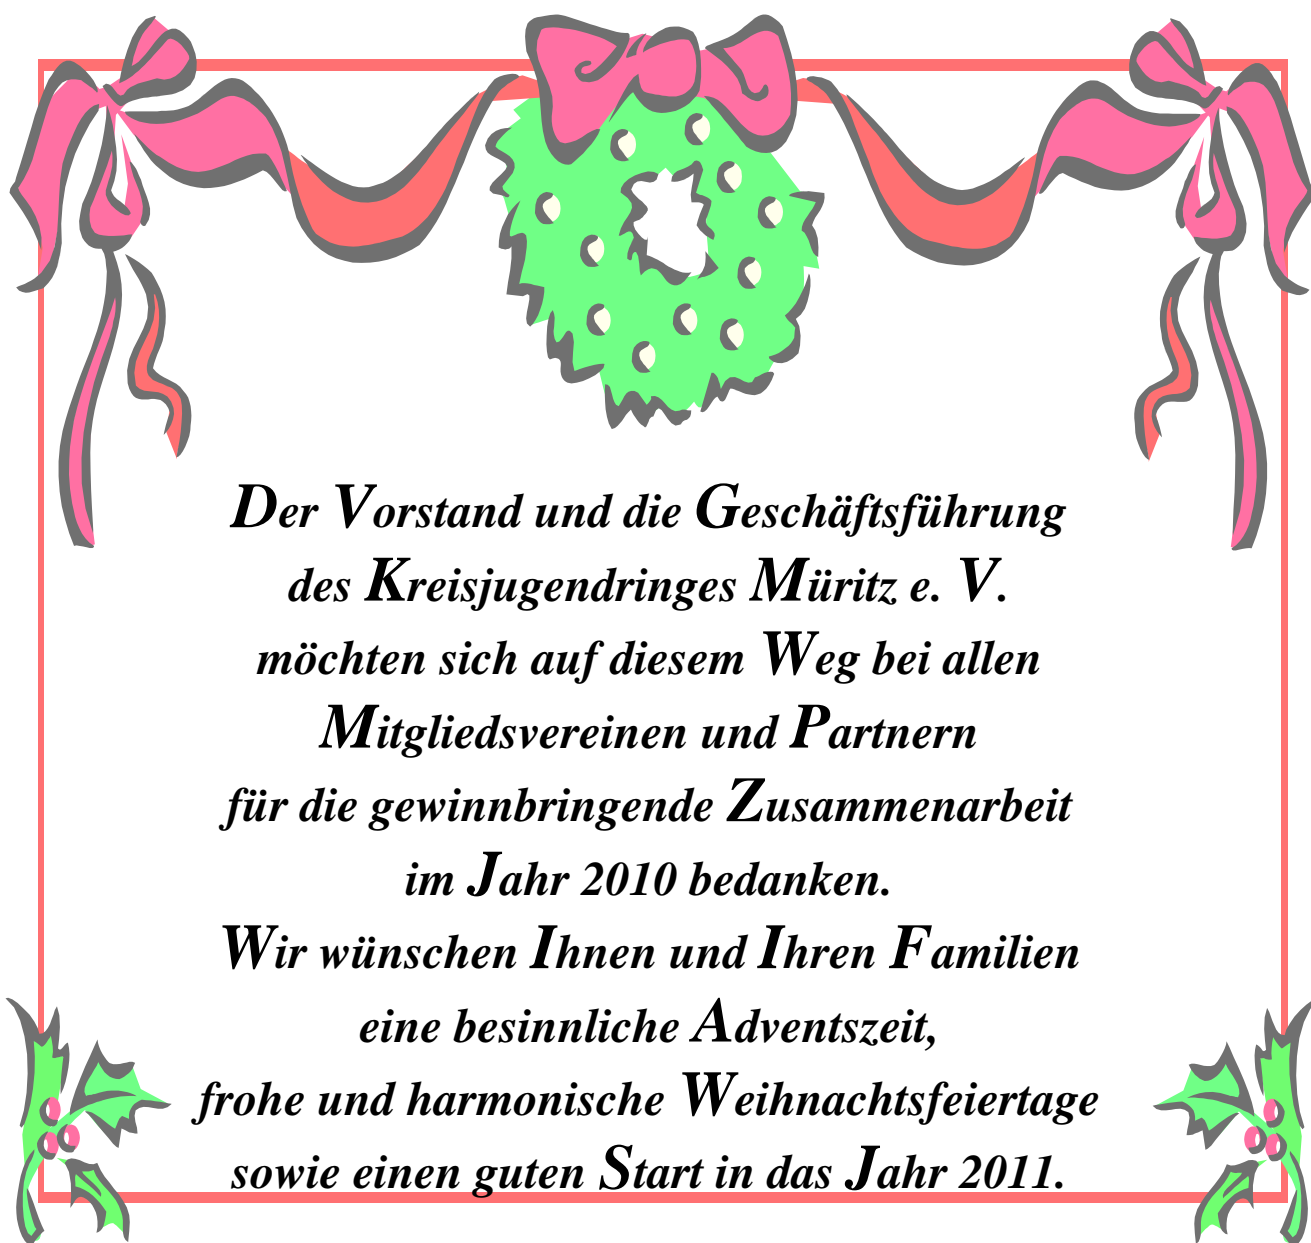 Der Vorstand und die Geschäftsführung
des Kreisjugendringes Müritz e. V.
möchten sich auf diesem Weg bei allen
Mitgliedsvereinen und Partnern
für die gewinnbringende Zusammenarbeit
im Jahr 2010 bedanken.
Wir wünschen Ihnen und Ihren Familien
eine besinnliche Adventszeit,
frohe und harmonische Weihnachtsfeiertage
sowie einen guten Start in das Jahr 2011.